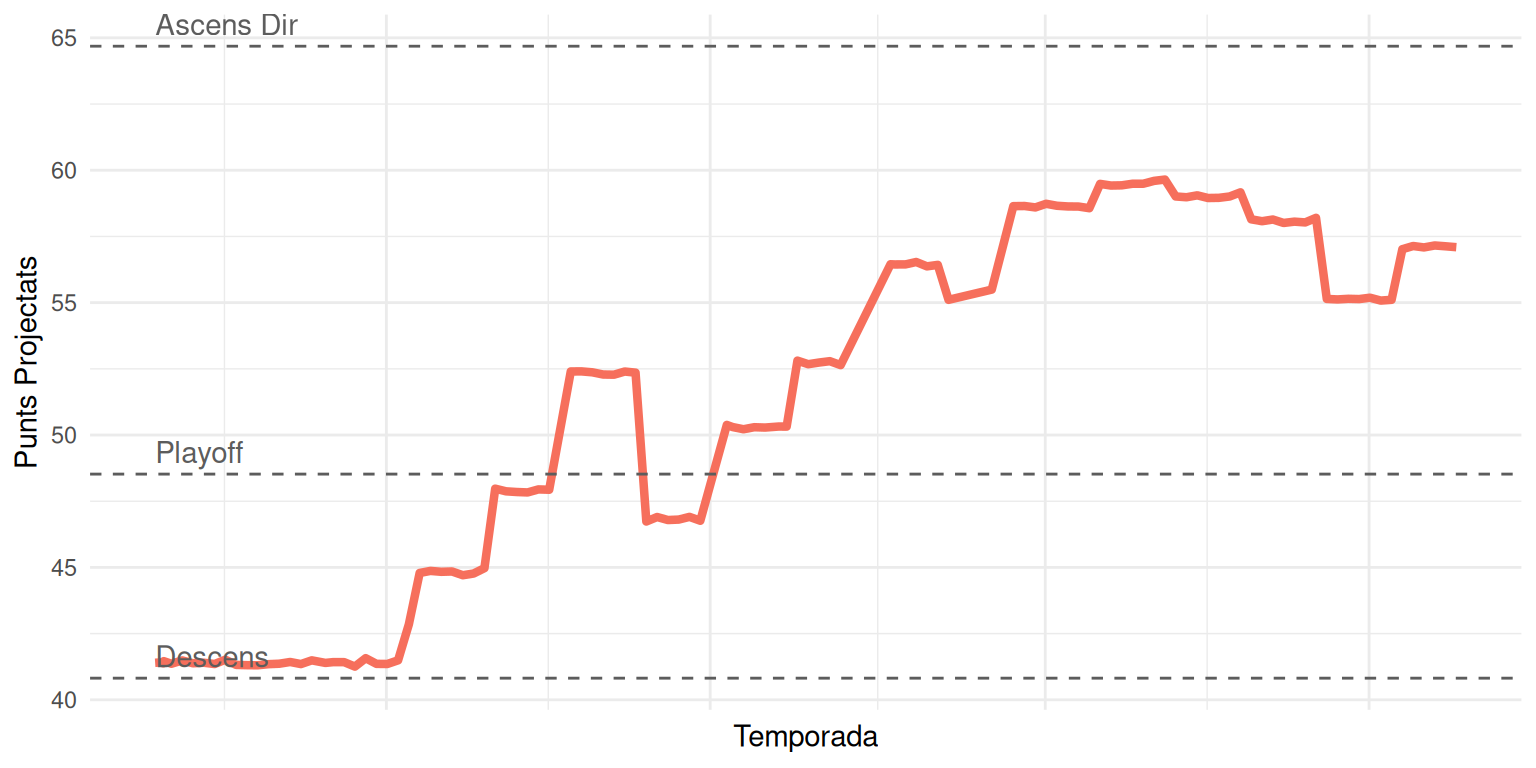 Ascens Dir
65
60
55
50
Playoff
45
Descens
40
Punts Projectats
Temporada